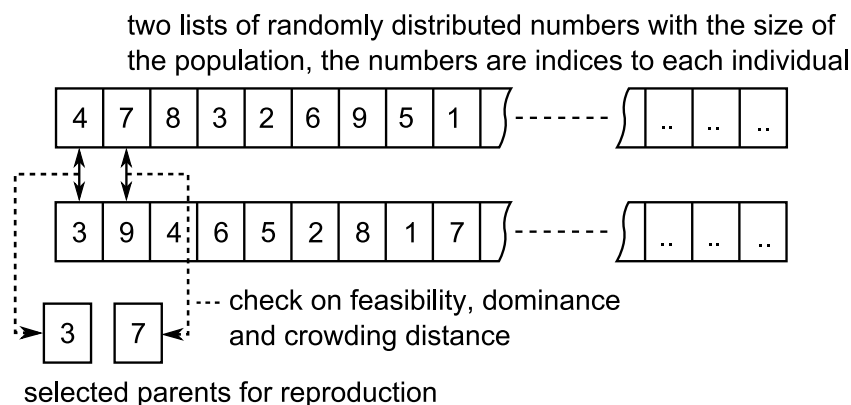 two lists of randomly distributed numbers with the size of
the population, the numbers are indices to each individual
4 7 8 3 2 6 9 5 1 .. .. ..
3 9 4 6 5 2 8 1 7 .. .. ..
check on feasibility, dominance
and crowding distance
3 7
selected parents for reproduction